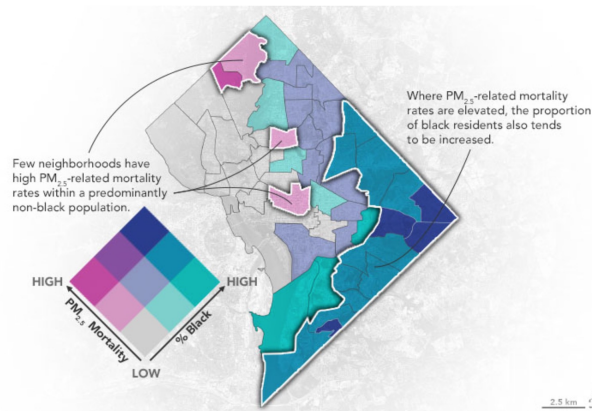 Where PM2.5-related mortality
rates are elevated, the proportion
of black residents also tends
to be increased.
Few neighborhoods have
high PM2.5-related mortality
rates within a predominantly
non-black population.
HIGH
HIGH
PM2.5 Mortality
% Black
LOW
2.5 km